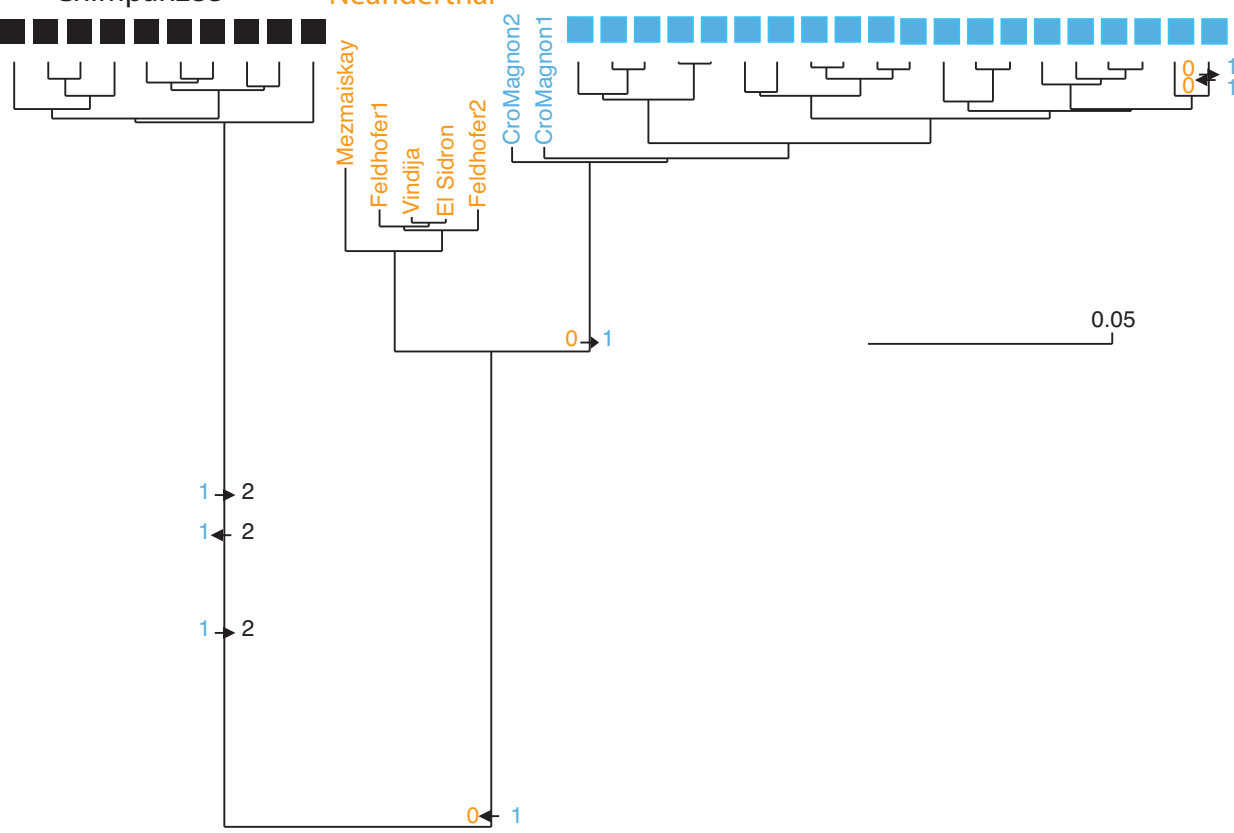 Chimpanzee
Neanderthal
Mezmaiskay
Feldhofer1
Vindija
El Sidron
Feldhofer2
CroMagnon2
CroMagnon1
0 1
0 1
0.05
0 1
1 2
1 2
1 2
0 1